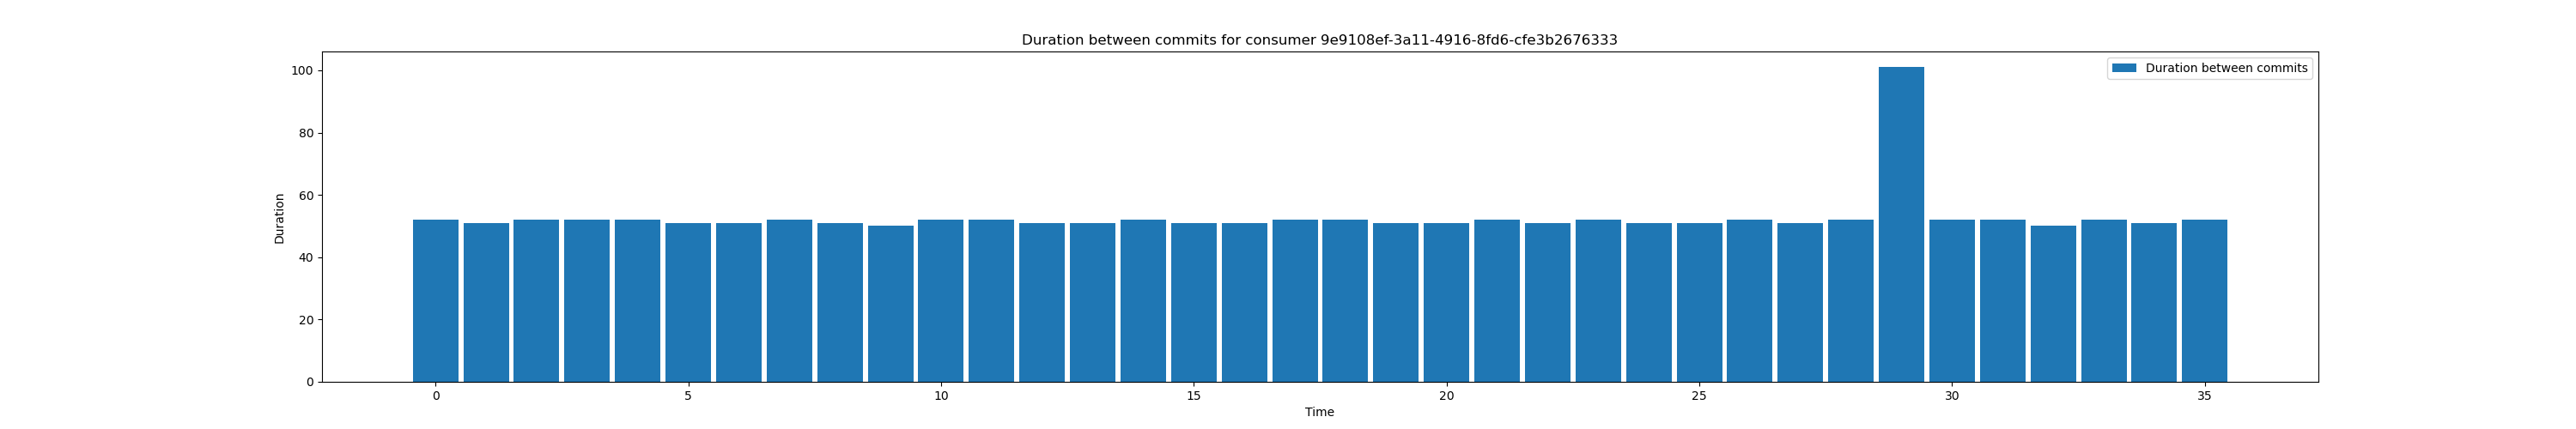 Duration between commits for consumer 9e9108ef-3a11-4916-8fd6-cfe3b2676333
Duration between commits
100
80
60
40
20
0
Duration
0 5 10 15 20 25 30 35
Time